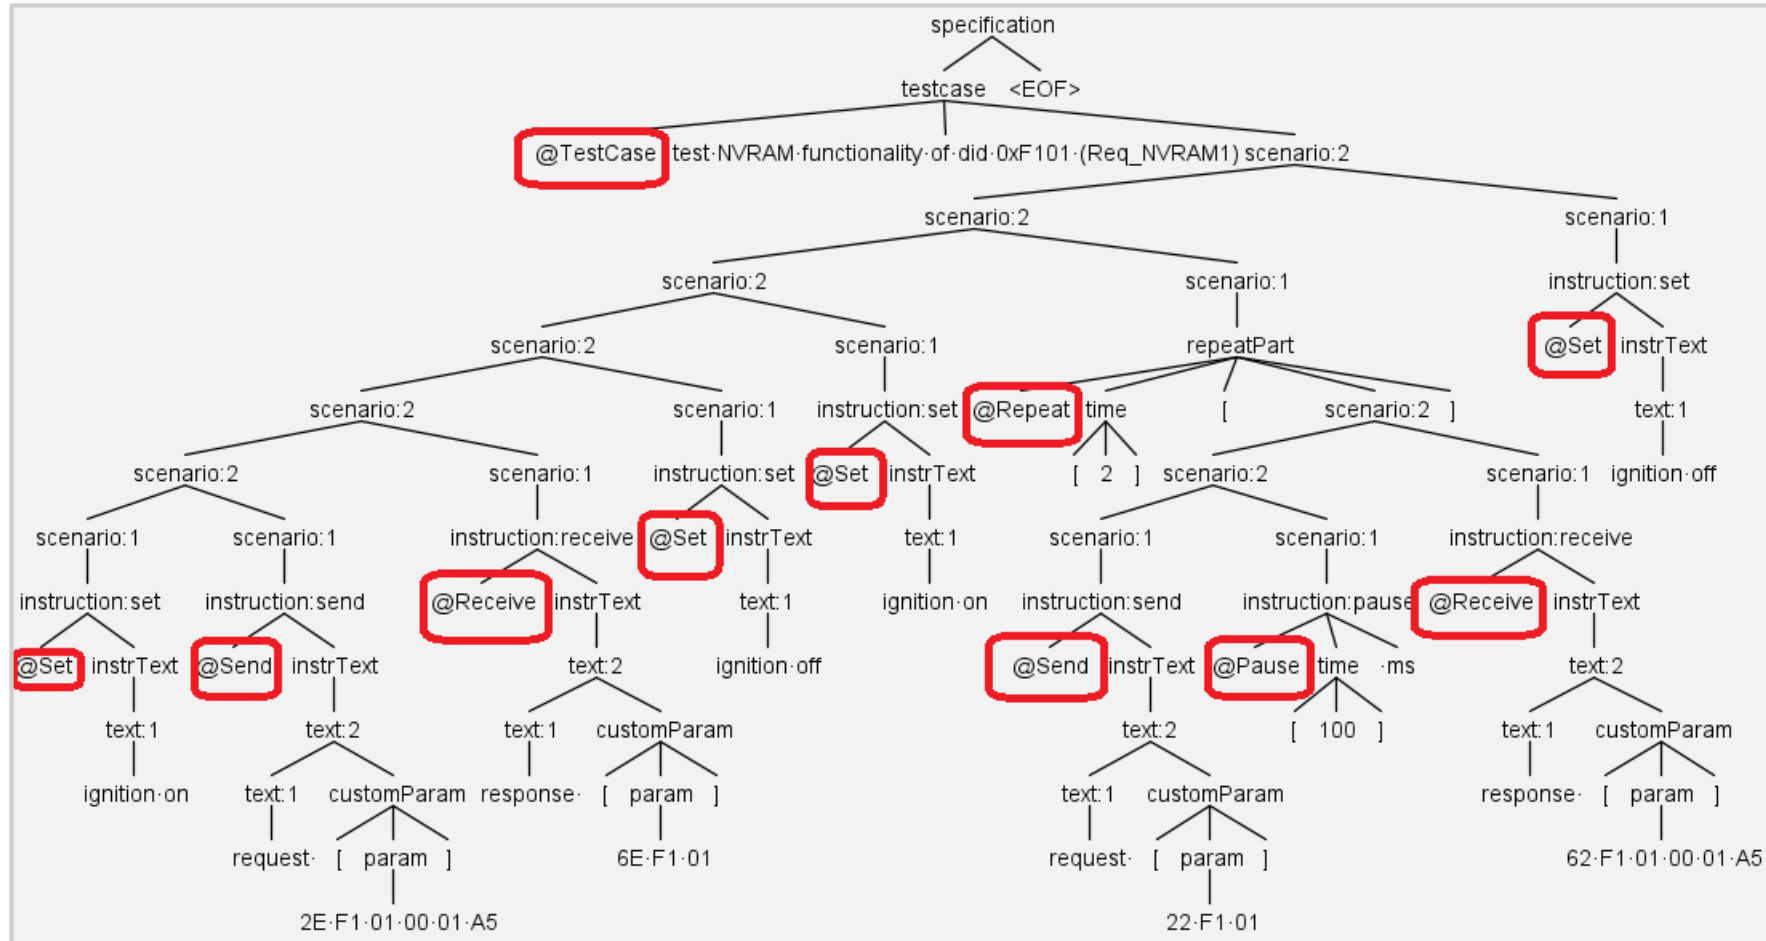 specification
testcase <EOF>
@TestCase test·NVRAM·functionality·of·did·0xF101·(Req_NVRAM1) scenario:2
scenario:2 scenario:1
scenario:2 scenario:1 instruction:set
scenario:2 scenario:1 repeatPart @Set instrText
scenario:2 scenario:1 instruction:set @Repeat time [ scenario:2 ] text:1
scenario:2 scenario:1 instruction:set @Set instrText [ 2 ] scenario:2 scenario:1 ignition·off
scenario:1 scenario:1 instruction:receive @Set instrText text:1 scenario:1 scenario:1 instruction:receive
instruction:set instruction:send @Receive instrText text:1 ignition·on instruction:send instruction:pause @Receive instrText
@Set instrText @Send instrText text:2 ignition·off @Send instrText @Pause time ·ms text:2
text:1 text:2 text:1 customParam text:2 [ 100 ] text:1 customParam
ignition·on text:1 customParam response· [ param ] text:1 customParam response· [ param ]
request· [ param ] 6E·F1·01 request· [ param ] 62·F1·01·00·01·A5
2E·F1·01·00·01·A5 22·F1·01